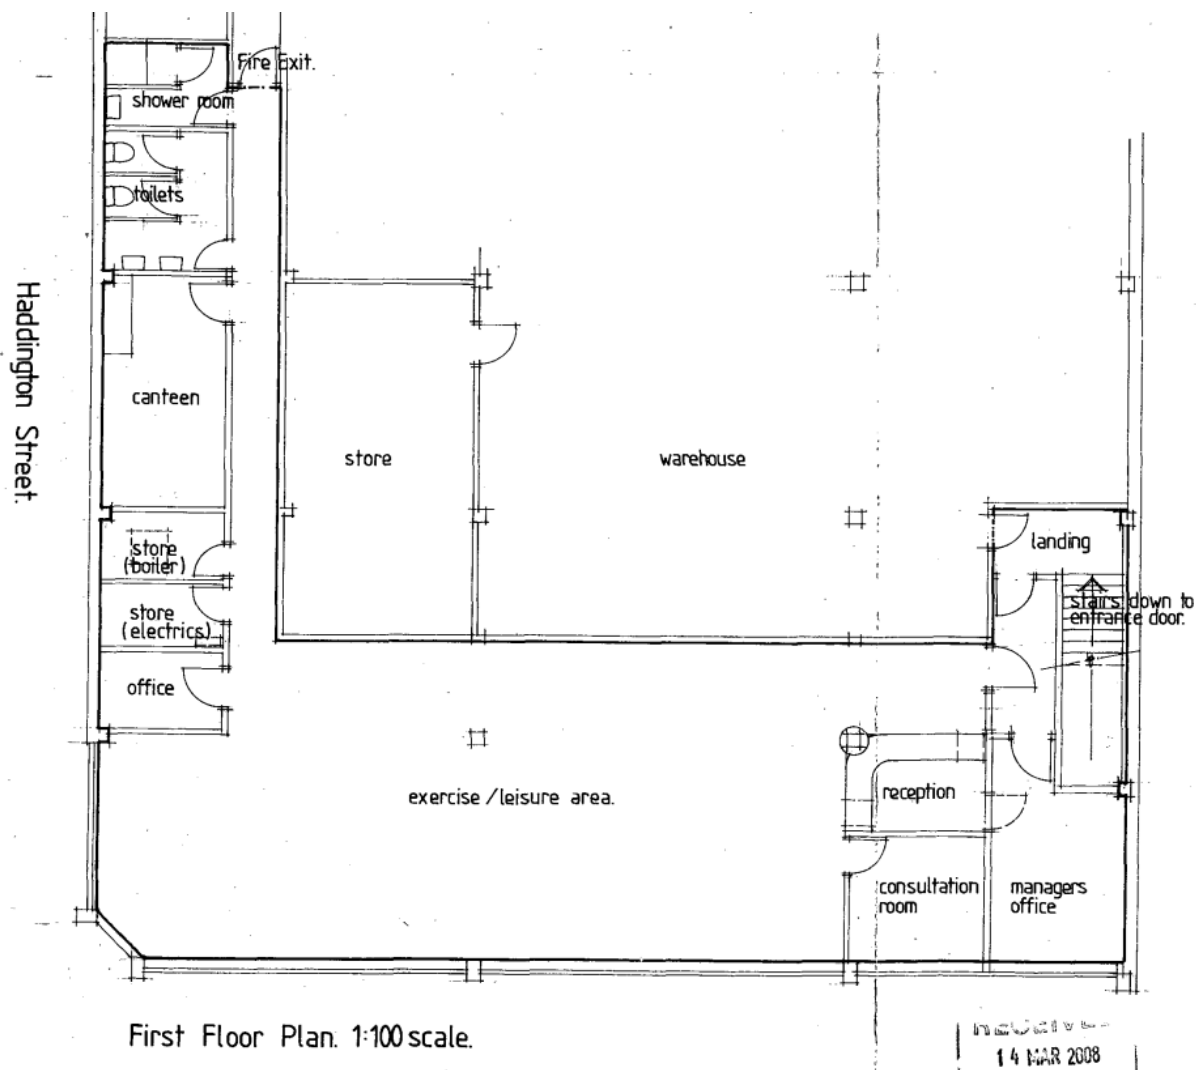 Fire Exit.
shower room
toilets
Haddington Street.
canteen
store
warehouse
store
(boiler)
landing
store
(electrics)
stairs down to
entrance door.
office
exercise/leisure area.
reception
consultation
room
managers
office
First Floor Plan. 1:100 scale.
RECEIVE
14 MAR 2008